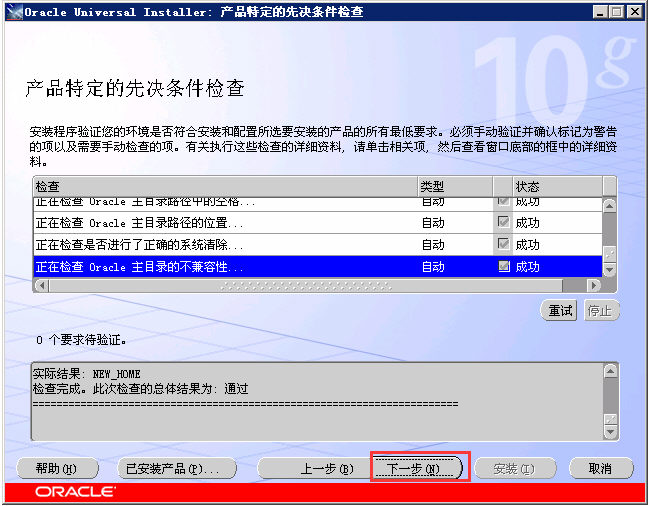 Oracle Universal Installer: 产品特定的先决条件检查
10g
产品特定的先决条件检查
安装程序验证您的环境是否符合安装和配置所选要安装的产品的所有最低要求。必须手动验证并确认标记为警告
的项以及需要手动检查的项。有关执行这些检查的详细资料, 请单击相关项, 然后查看窗口底部的框中的详细资
料。
检查 类型 状态
正在检查 Oracle 主目录路径中的空格... 自动 成功
正在检查 Oracle 主目录路径的位置... 自动 成功
正在检查是否进行了正确的系统清除... 自动 成功
正在检查 Oracle 主目录的不兼容性... 自动 成功
重试 停止
0 个要求待验证。
实际结果: NEW_HOME
检查完成。此次检查的总体结果为: 通过
========================================================================
帮助(H) 已安装产品(P)... 上一步(B) 下一步(N) 安装(I) 取消
ORACLE